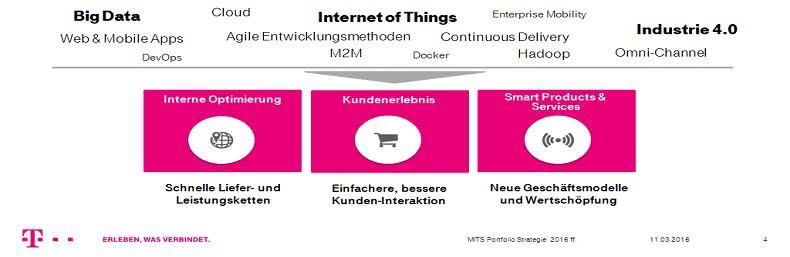 Big Data
Cloud
Internet of Things
Enterprise Mobility
Industrie 4.0
Web & Mobile Apps
Agile Entwicklungsmethoden
Continuous Delivery
DevOps
M2M
Docker
Hadoop
Omni-Channel
Interne Optimierung
Kundenerlebnis
Smart Products &
Services
Schnelle Liefer- und
Leistungsketten
Einfachere, bessere
Kunden-Interaktion
Neue Geschäftsmodelle
und Wertschöpfung
T
ERLEBEN, WAS VERBINDET.
MITS Portfolio Strategie 2016 ff.
11.03.2016
4